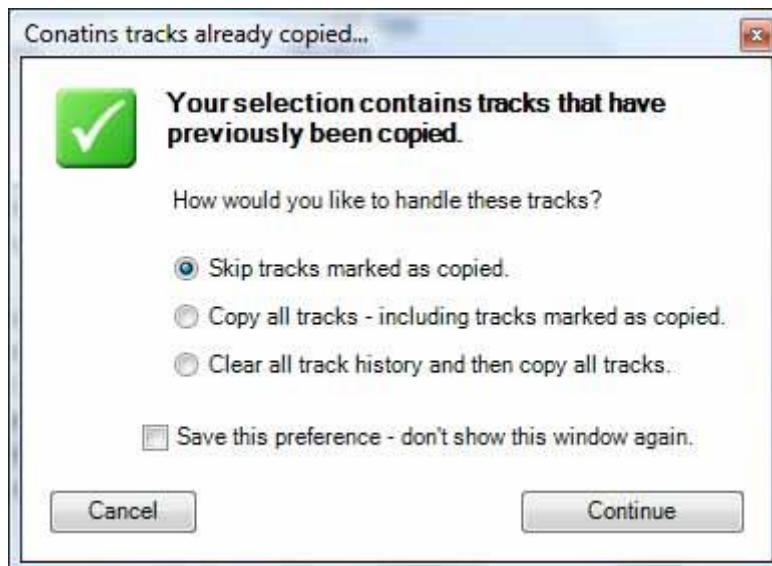 Conatins tracks already copied...
Your selection contains tracks that have
previously been copied.
How would you like to handle these tracks?
Skip tracks marked as copied.
Copy all tracks - including tracks marked as copied.
Clear all track history and then copy all tracks.
Save this preference - don't show this window again.
Cancel
Continue